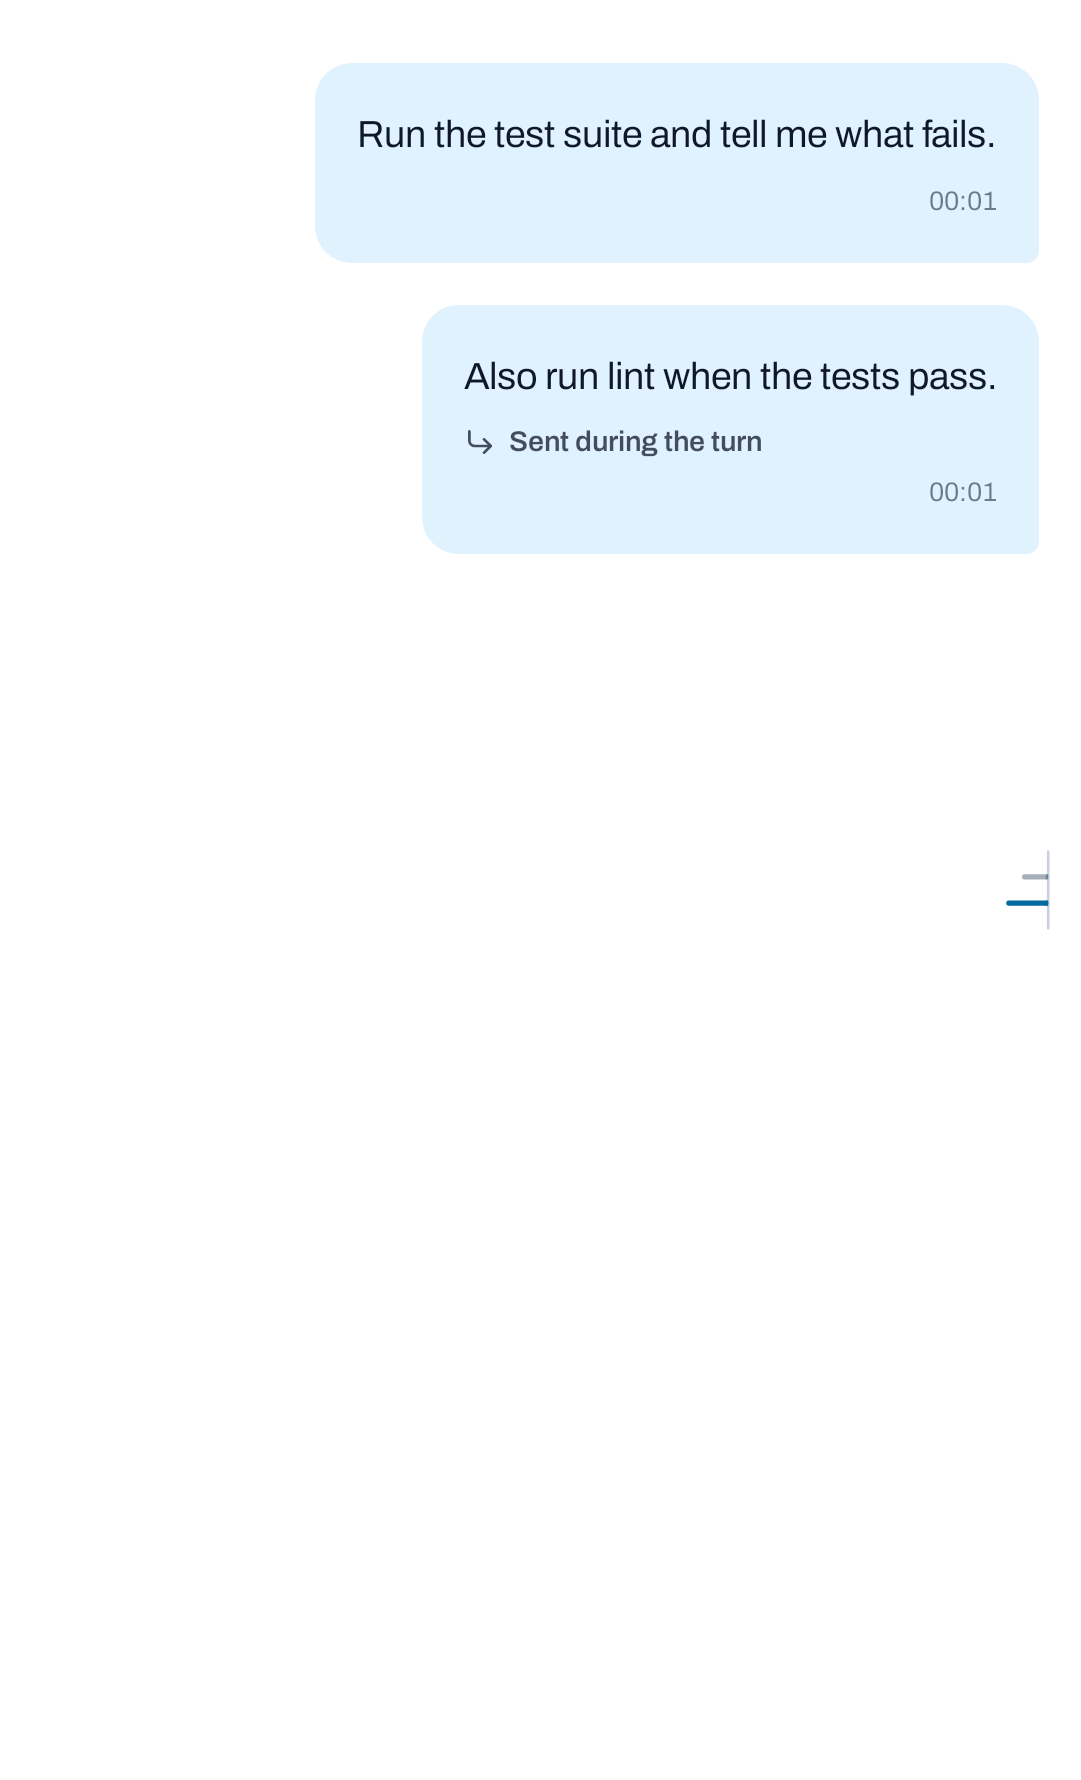 Run the test suite and tell me what fails.
00:01
Also run lint when the tests pass.
Sent during the turn
00:01